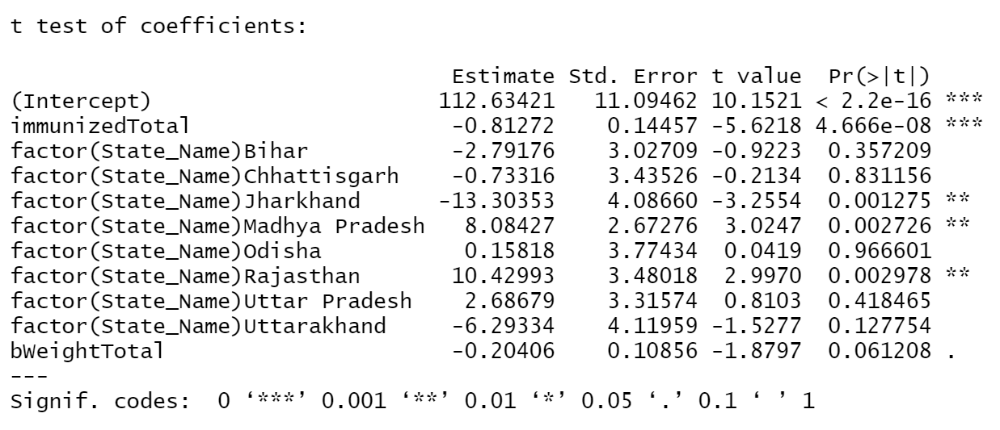 t test of coefficients:
Estimate Std. Error t value Pr(>|t|)
(Intercept) 112.63421 11.09462 10.1521 < 2.2e-16 ***
immunizedTotal -0.81272 0.14457 -5.6218 4.666e-08 ***
factor(State_Name)Bihar -2.79176 3.02709 -0.9223 0.357209
factor(State_Name)Chhattisgarh -0.73316 3.43526 -0.2134 0.831156
factor(State_Name)Jharkhand -13.30353 4.08660 -3.2554 0.001275 **
factor(State_Name)Madhya Pradesh 8.08427 2.67276 3.0247 0.002726 **
factor(State_Name)Odisha 0.15818 3.77434 0.0419 0.966601
factor(State_Name)Rajasthan 10.42993 3.48018 2.9970 0.002978 **
factor(State_Name)Uttar Pradesh 2.68679 3.31574 0.8103 0.418465
factor(State_Name)Uttarakhand -6.29334 4.11959 -1.5277 0.127754
bWeightTotal -0.20406 0.10856 -1.8797 0.061208 .
---
Signif. codes: 0 ‘***’ 0.001 ‘**’ 0.01 ‘*’ 0.05 ‘.’ 0.1 ‘ ’ 1